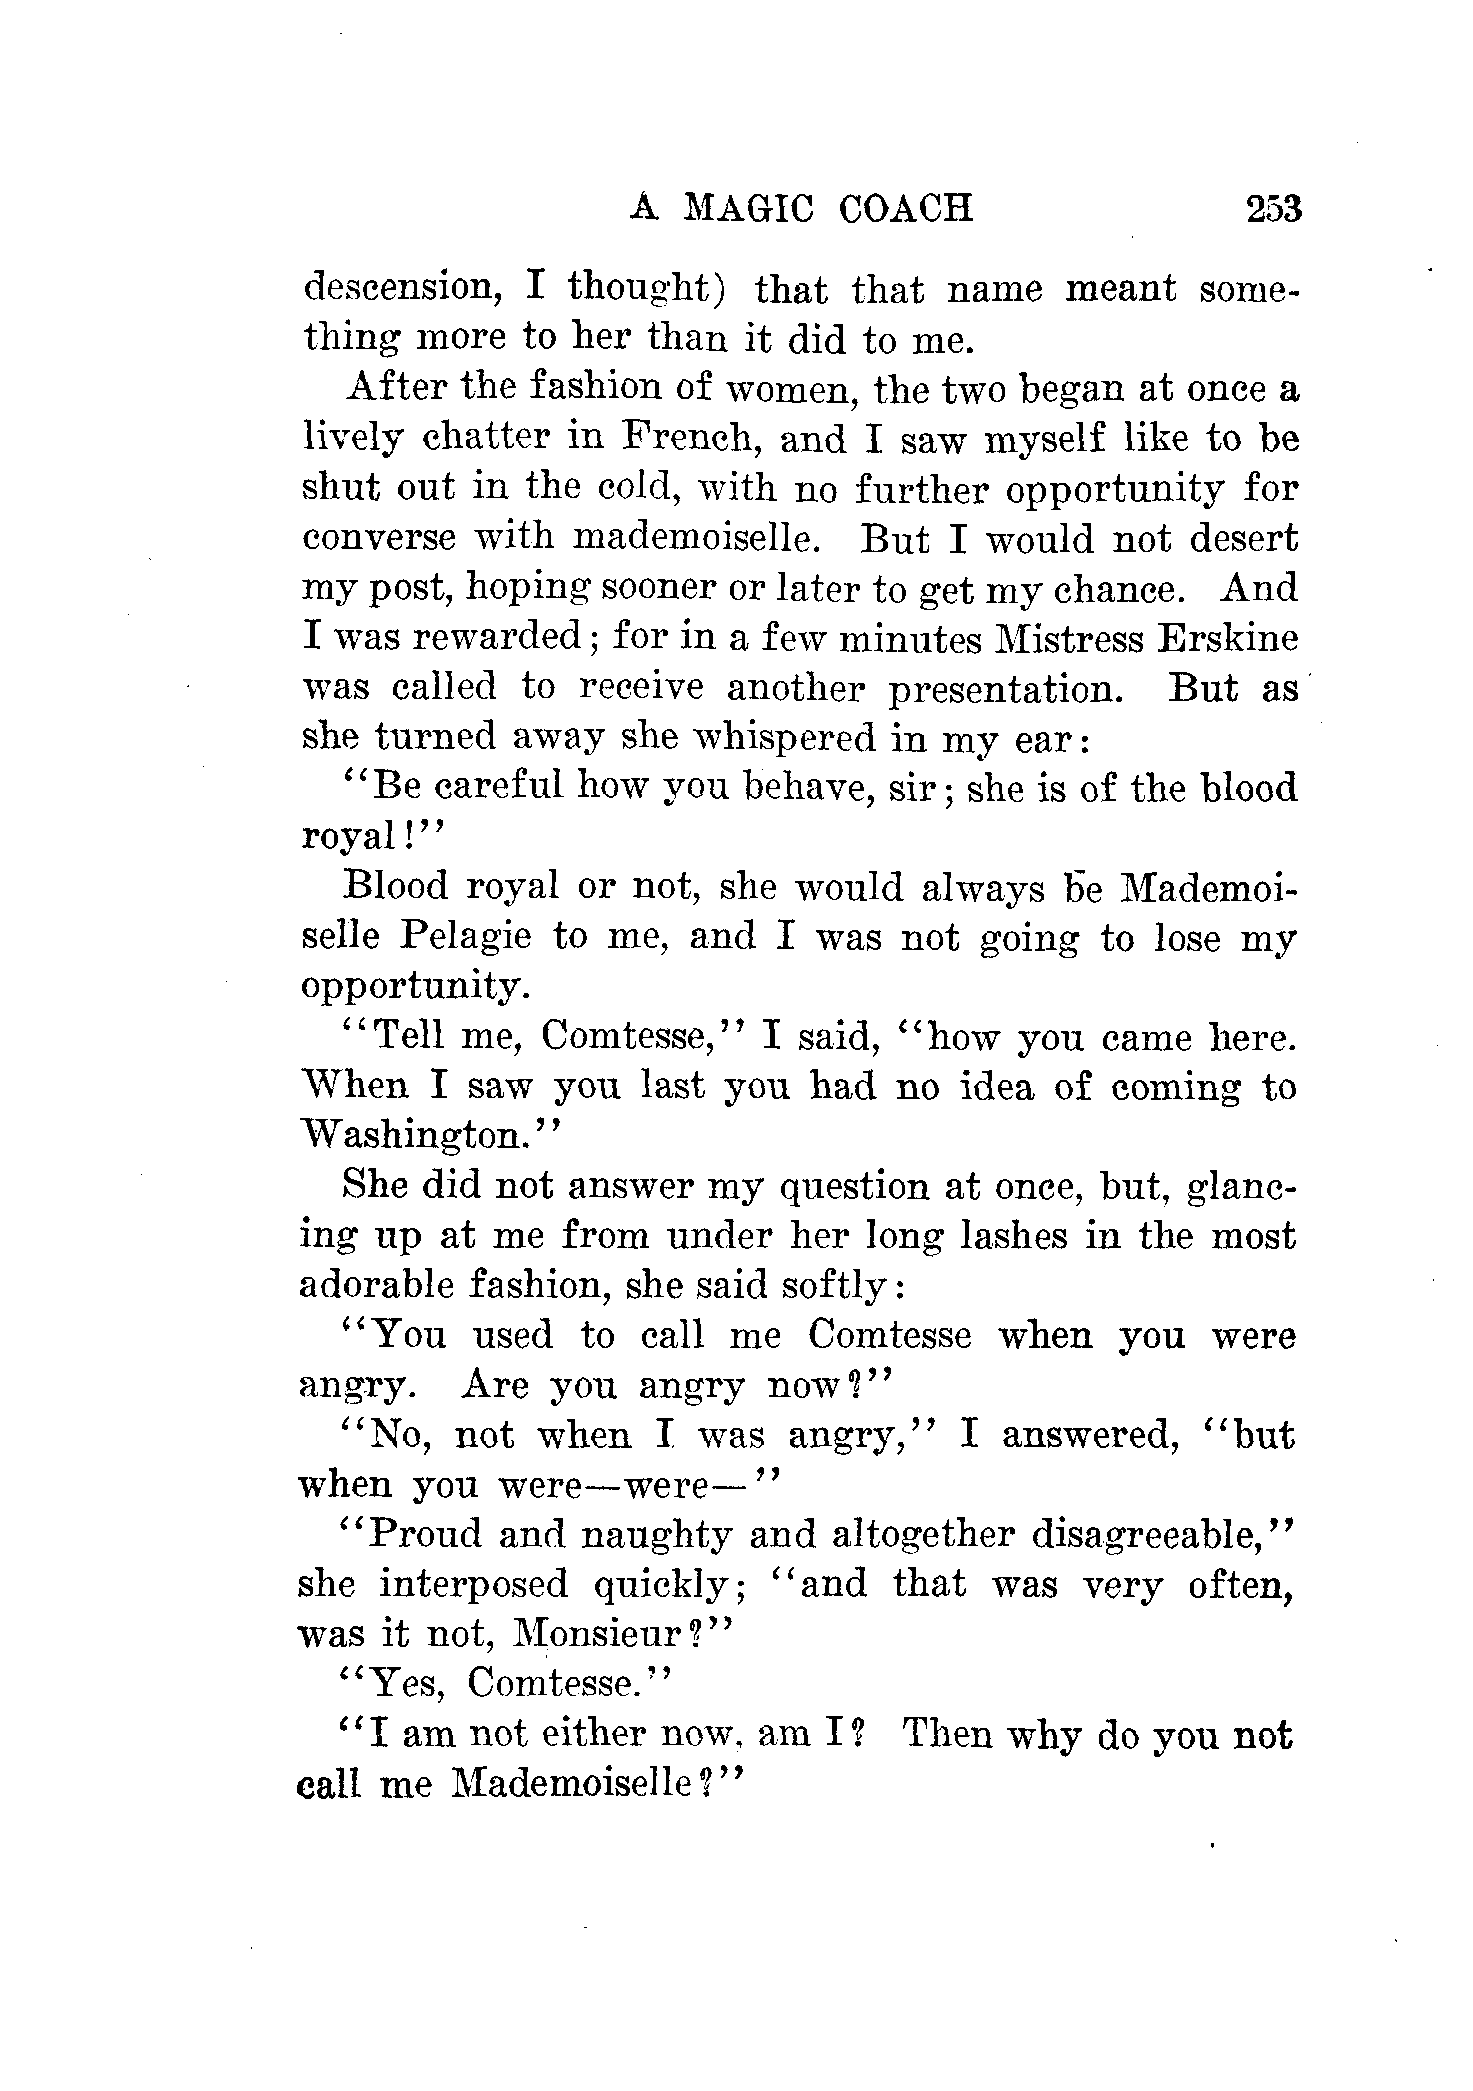 A MAGIC COACH 253
descension, I thought) that that name meant some-
thing more to her than it did to me.
After the fashion of women, the two began at once a
lively chatter in French, and I saw myself like to be
shut out in the cold, with no further opportunity for
converse with mademoiselle. But I would not desert
my post, hoping sooner or later to get my chance. And
I was rewarded; for in a few minutes Mistress Erskine
was called to receive another presentation. But as
she turned away she whispered in my ear:
"Be careful how you behave, sir; she is of the blood
royal!"
Blood royal or not, she would always be Mademoi-
selle Pelagie to me, and I was not going to lose my
opportunity.
"Tell me, Comtesse," I said, "how you came here.
When I saw you last you had no idea of coming to
Washington."
She did not answer my question at once, but, glanc-
ing up at me from under her long lashes in the most
adorable fashion, she said softly:
"You used to call me Comtesse when you were
angry. Are you angry now?"
"No, not when I was angry," I answered, "but
when you were—were—"
"Proud and naughty and altogether disagreeable,"
she interposed quickly; "and that was very often,
was it not, Monsieur?"
"Yes, Comtesse."
"I am not either now, am I? Then why do you not
call me Mademoiselle?"